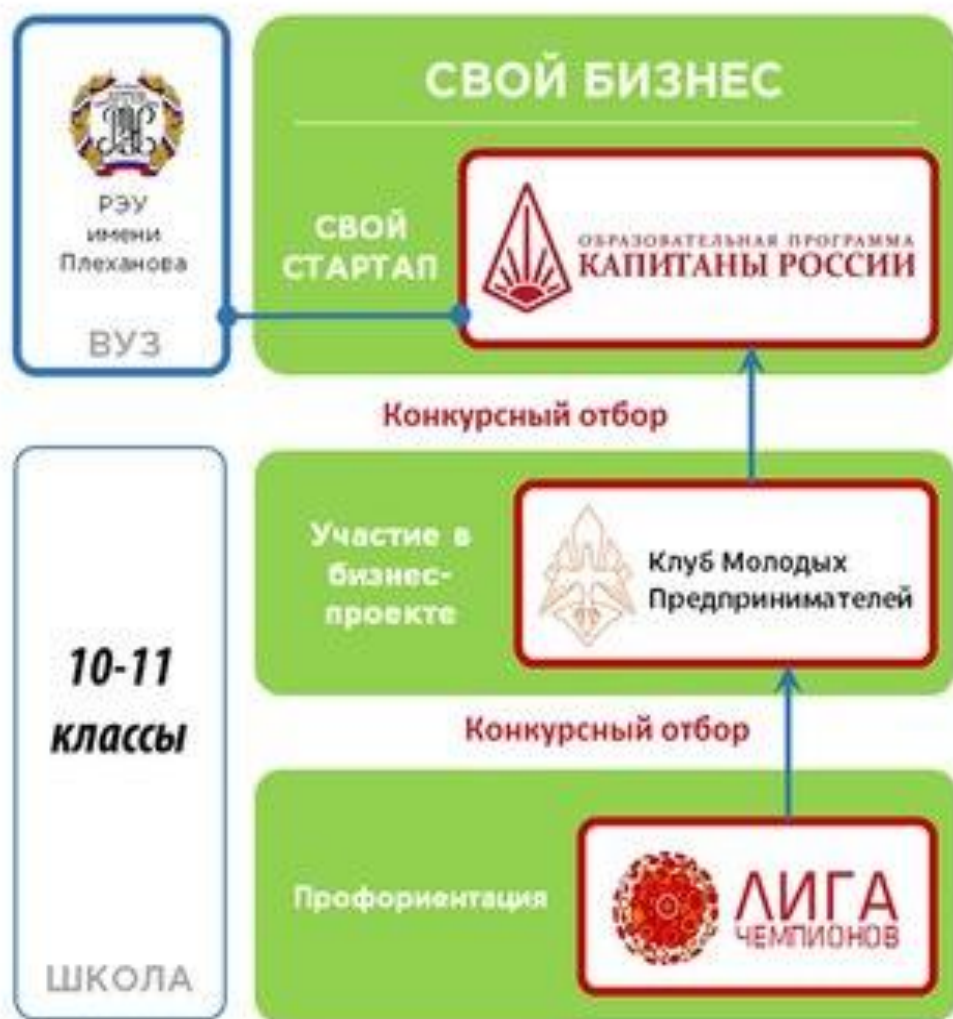 РЭУ
имени
Плеханова
ВУЗ
СВОЙ БИЗНЕС
СВОЙ
СТАРТАП
ОБРАЗОВАТЕЛЬНАЯ ПРОГРАММА
КАПИТАНЫ РОССИИ
Конкурсный отбор
10-11
классы
ШКОЛА
Участие в
бизнес-
проекте
Клуб Молодых
Предпринимателей
Конкурсный отбор
Профориентация
ЛИГА
ЧЕМПИОНОВ